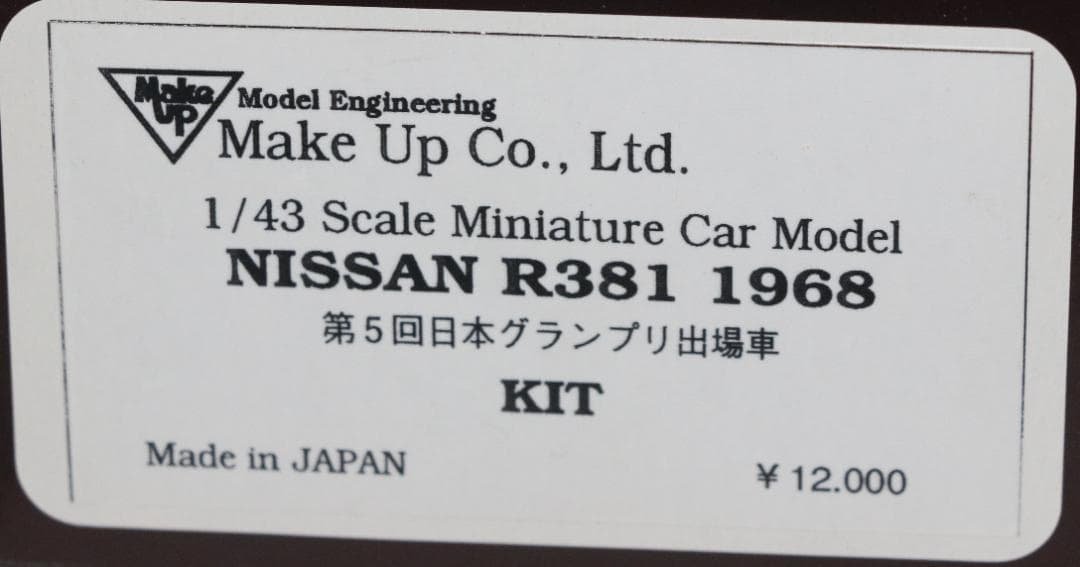 Make Up
Model Engineering
Make Up Co., Ltd.
1/43 Scale Miniature Car Model
NISSAN R381 1968
第5回日本グランプリ出場車
KIT
Made in JAPAN
¥ 12.000